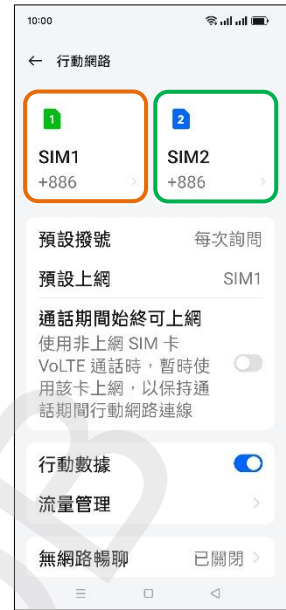 10:00
行動網路
1
2
SIM1
SIM2
+886
+886
預設撥號 每次詢問
預設上網 SIM1
通話期間始終可上網
使用非上網 SIM 卡
VoLTE 通話時，暫時使
用該卡上網，以保持通
話期間行動網路連線
行動數據
流量管理
無網路暢聊 已關閉